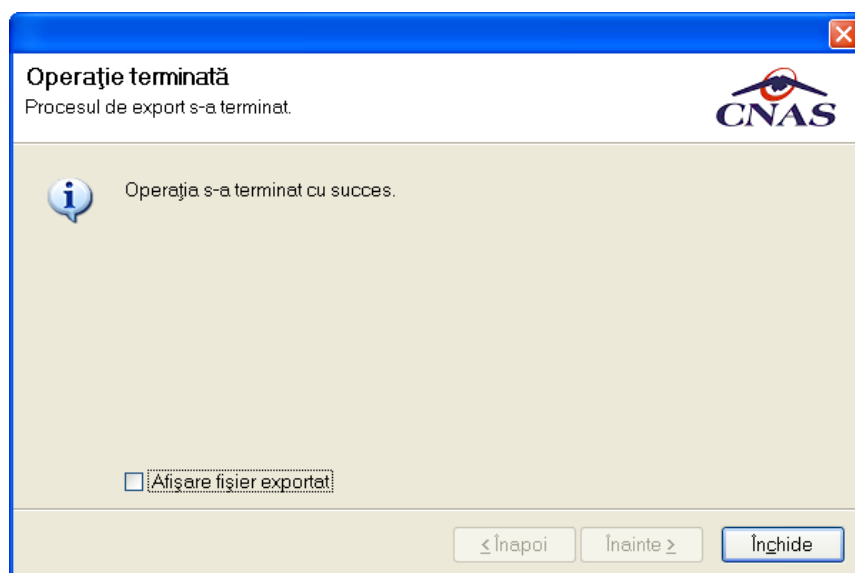 Operaţie terminată
Procesul de export s-a terminat.
CNAS
Operaţia s-a terminat cu succes.
Afişare fişier exportat
< Înapoi
Înainte >
Închide